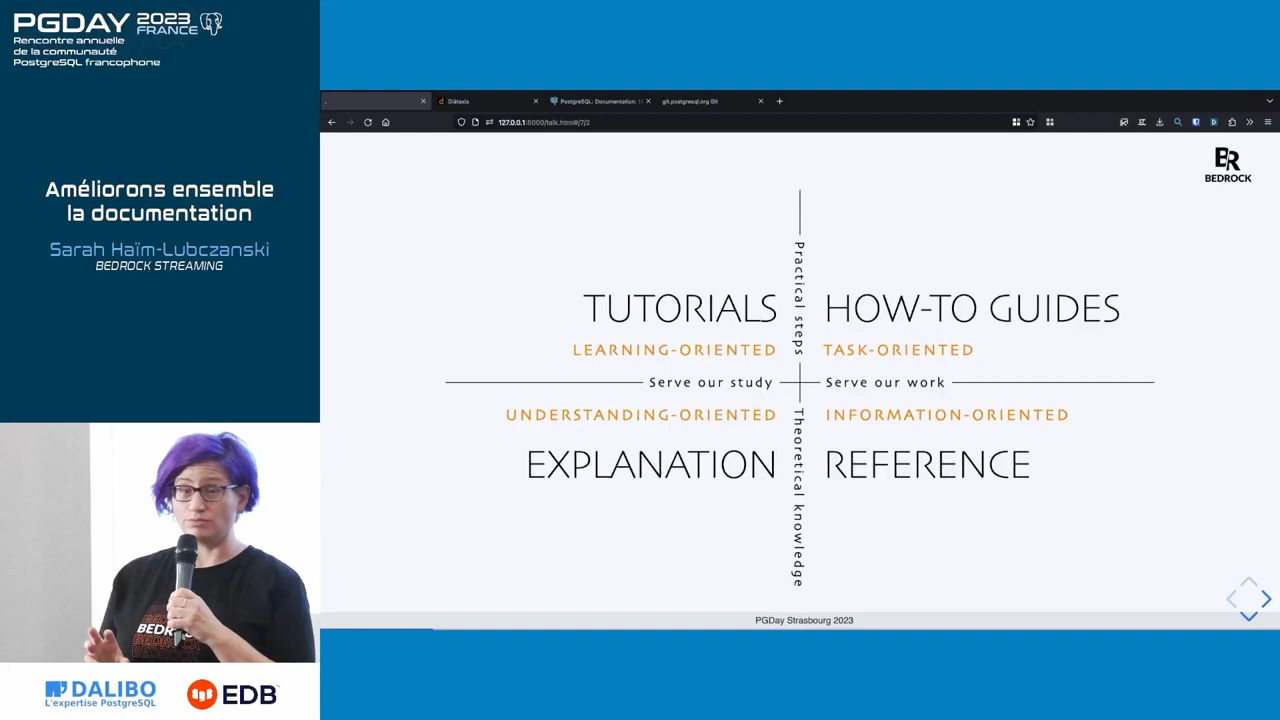 PGDAY 2023 FRANCE
Rencontre annuelle
de la communauté
PostgreSQL francophone
Améliorons ensemble
la documentation
Sarah Haïm-Lubczanski
BEDROCK STREAMING
Diátaxis
PostgreSQL: Documentation:
git.postgresql.org Git
127.0.0.1:8000/talk.html#/7/2
BR
BEDROCK
Practical steps
TUTORIALS
HOW-TO GUIDES
LEARNING-ORIENTED
TASK-ORIENTED
Serve our study
Serve our work
UNDERSTANDING-ORIENTED
INFORMATION-ORIENTED
EXPLANATION
REFERENCE
Theoretical knowledge
PGDay Strasbourg 2023
BEDROCK
DALIBO
L'expertise PostgreSQL
EDB